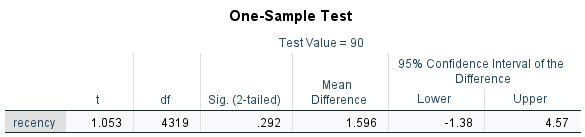 One-Sample Test
Test Value = 90
95% Confidence Interval of the
Difference
Mean
Difference
t df Sig. (2-tailed) Lower Upper
recency 1.053 4319 .292 1.596 -1.38 4.57